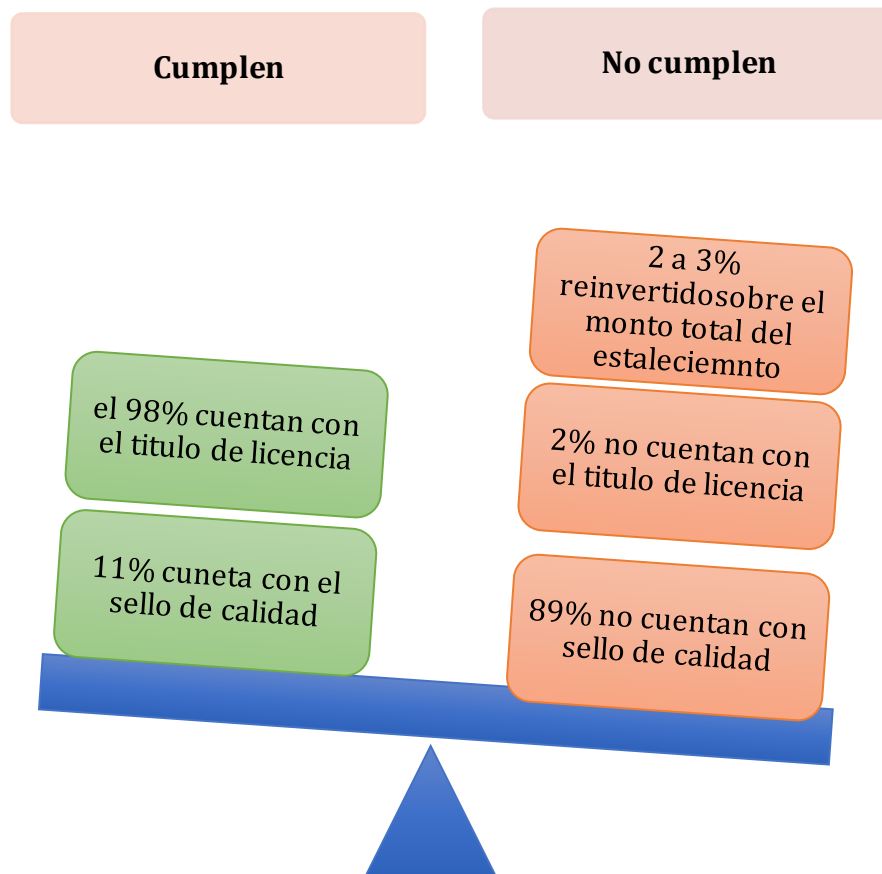 Cumplen
No cumplen
el 98% cuentan con
el titulo de licencia
11% cuneta con el
sello de calidad
2 a 3%
reinvertidosobre el
monto total del
estaleciemnto
2% no cuentan con
el titulo de licencia
89% no cuentan con
sello de calidad